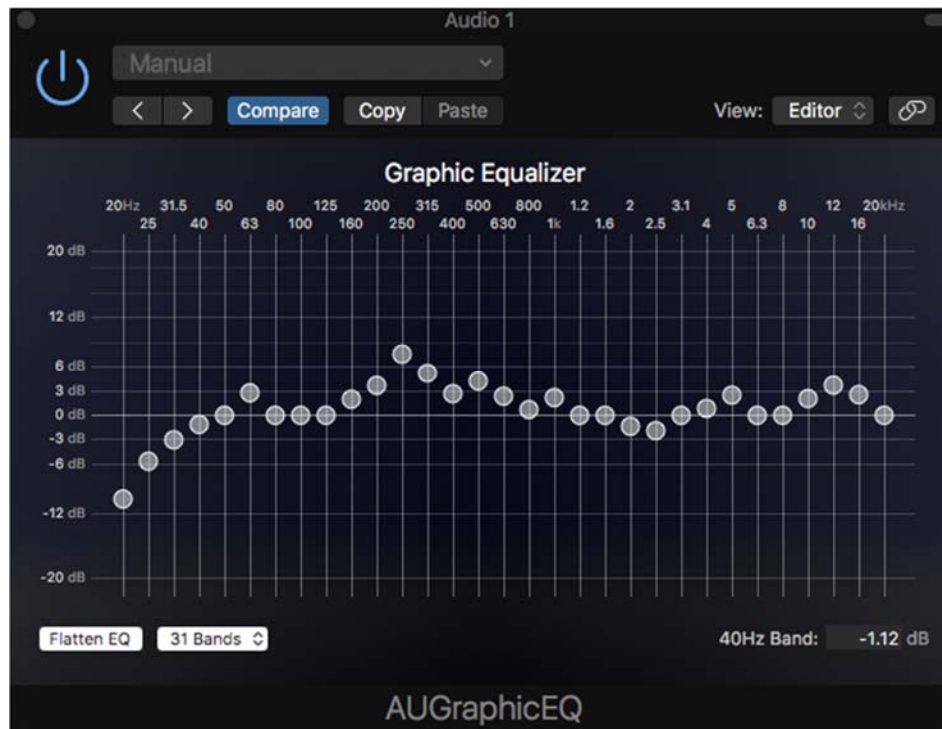 Audio 1
Manual
Compare Copy Paste View: Editor
Graphic Equalizer
20Hz 31.5 50 80 125 200 315 500 800 1.2 2 3.1 5 8 12 20kHz
25 40 63 100 160 250 400 630 1k 1.6 2.5 4 6.3 10 16
20 dB
12 dB
6 dB
3 dB
0 dB
-3 dB
-6 dB
-12 dB
-20 dB
Flatten EQ 31 Bands 40Hz Band: -1.12 dB
AUGraphicEQ